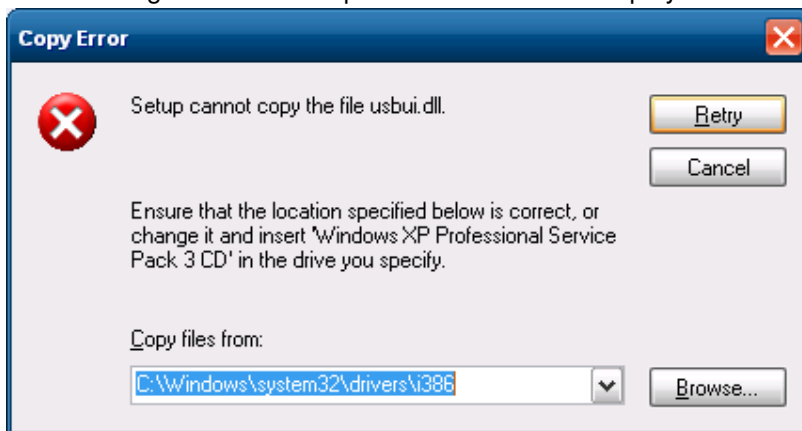 Copy Error
Setup cannot copy the file usbui.dll.
Retry
Cancel
Ensure that the location specified below is correct, or
change it and insert 'Windows XP Professional Service
Pack 3 CD' in the drive you specify.
Copy files from:
C:\Windows\system32\drivers\i386
Browse...